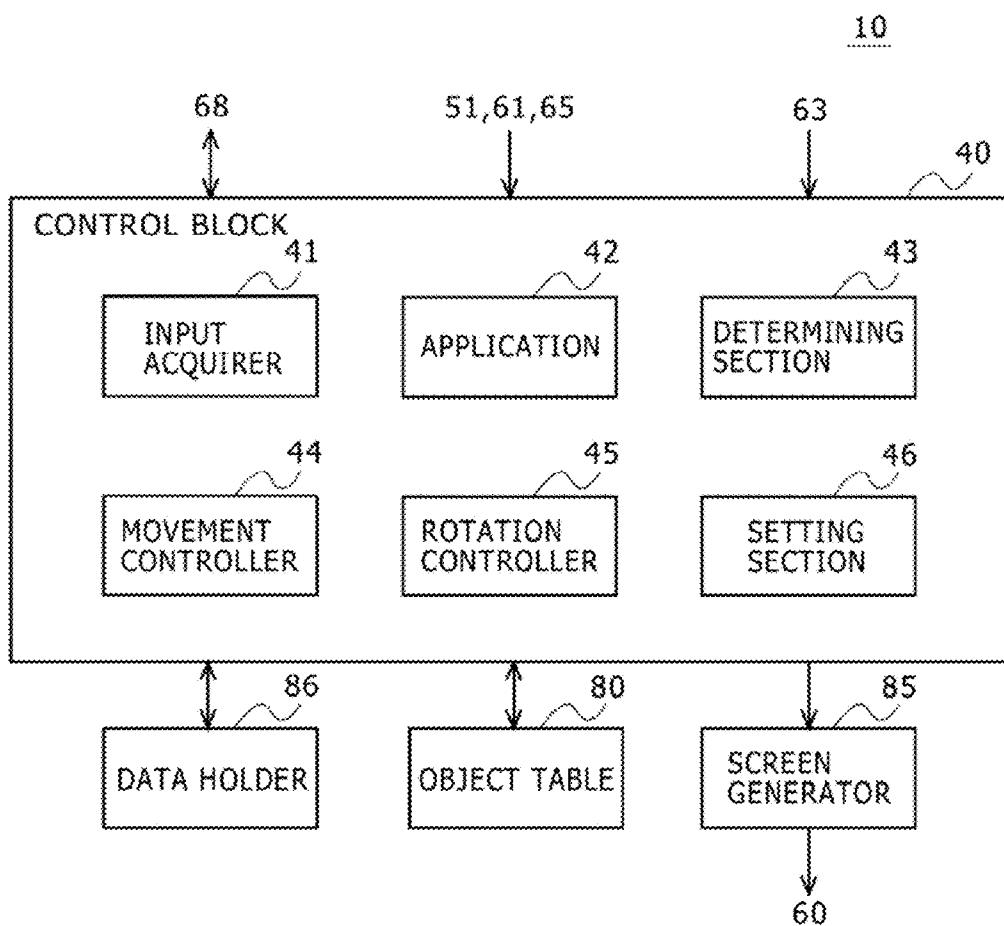 10
68
51,61,65
63
40
CONTROL BLOCK
41
42
43
INPUT
ACQUIRER
APPLICATION
DETERMINING
SECTION
44
45
46
MOVEMENT
CONTROLLER
ROTATION
CONTROLLER
SETTING
SECTION
86
80
85
DATA HOLDER
OBJECT TABLE
SCREEN
GENERATOR
60